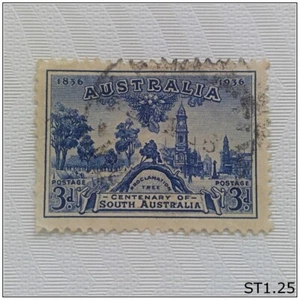 1836 1936
AUSTRALIA
PROCLAMATION
TREE
POSTAGE POSTAGE
3d. CENTENARY OF 3d.
SOUTH AUSTRALIA
ST1.25